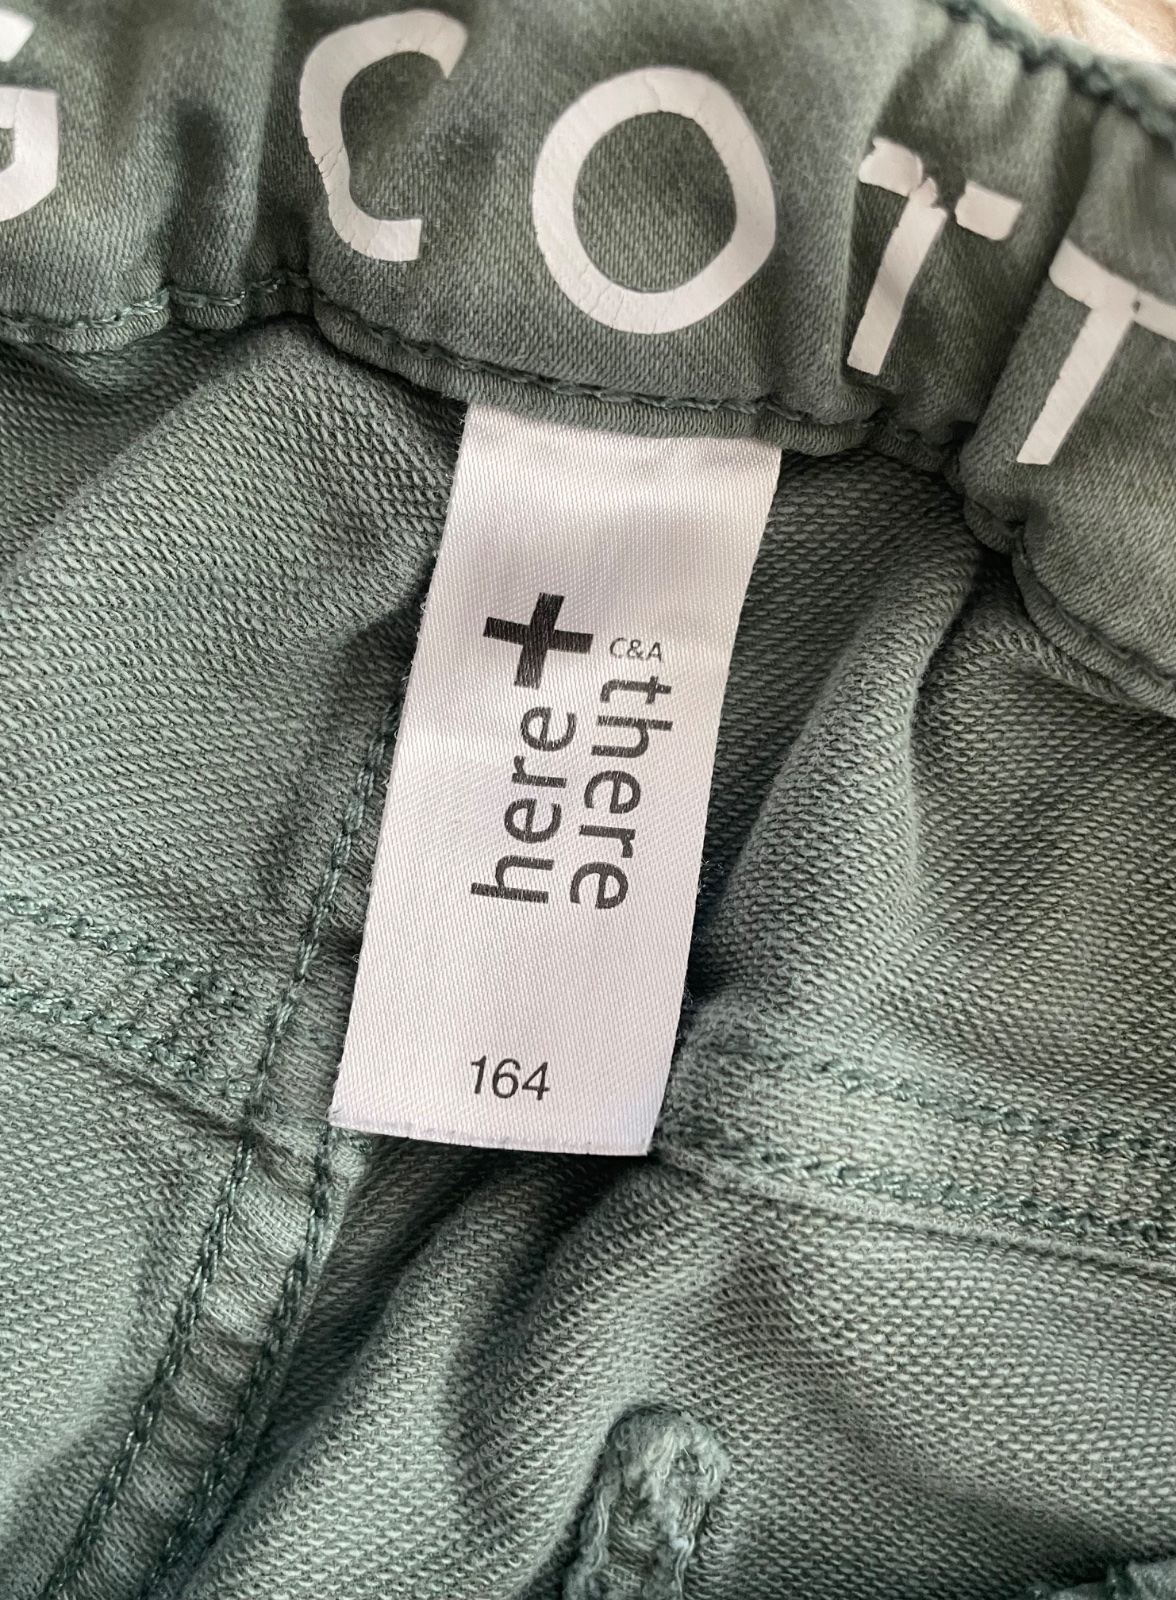 G COTT
C&A
here + there
164